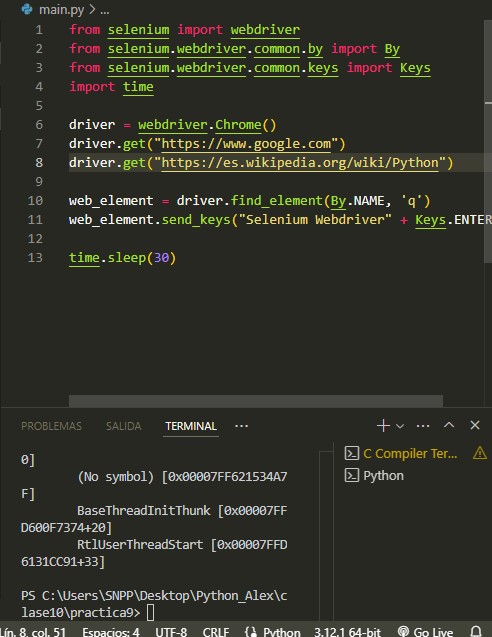 main.py > ...
1 from selenium import webdriver
2 from selenium.webdriver.common.by import By
3 from selenium.webdriver.common.keys import Keys
4 import time
5
6 driver = webdriver.Chrome()
7 driver.get("https://www.google.com")
8 driver.get("https://es.wikipedia.org/wiki/Python")
9
10 web_element = driver.find_element(By.NAME, 'q')
11 web_element.send_keys("Selenium Webdriver" + Keys.ENTER
12
13 time.sleep(30)
PROBLEMAS SALIDA TERMINAL ...
0]
(No symbol) [0x00007FF621534A7
F]
BaseThreadInitThunk [0x00007FF
D600F7374+20]
RtlUserThreadStart [0x00007FFD
6131CC91+33]
PS C:\Users\SNPP\Desktop\Python_Alex\c
lase10\practica9>
C Compiler Ter...
Python
Lín. 8, col. 51 Espacios: 4 UTF-8 CRLF Python 3.12.1 64-bit Go Live